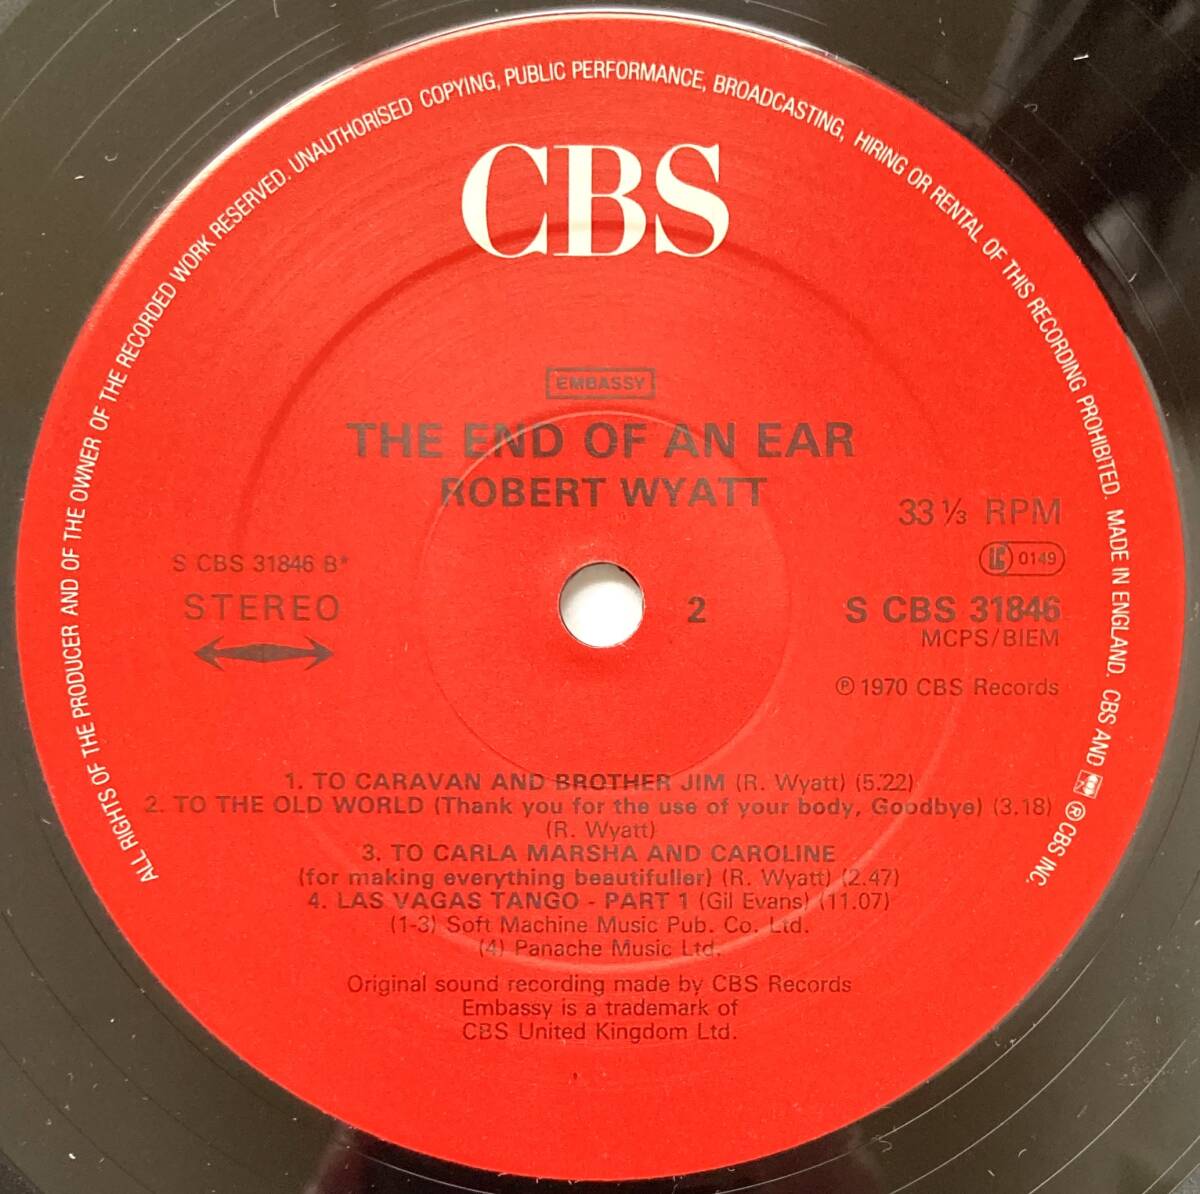 ALL RIGHTS OF THE PRODUCER AND OF THE OWNER OF THE RECORDED WORK RESERVED. UNAUTHORISED COPYING, PUBLIC PERFORMANCE, BROADCASTING, HIRING OR RENTAL OF THIS RECORDING PROHIBITED. MADE IN ENGLAND. CBS AND ® CBS INC.
CBS
EMBASSY
THE END OF AN EAR
ROBERT WYATT
33 ⅓ RPM
S CBS 31846 B*
LC 0149
STEREO
2
S CBS 31846
MCPS/BIEM
℗ 1970 CBS Records
1. TO CARAVAN AND BROTHER JIM (R. Wyatt) (5.22)
2. TO THE OLD WORLD (Thank you for the use of your body, Goodbye) (3.18)
(R. Wyatt)
3. TO CARLA MARSHA AND CAROLINE
(for making everything beautifuller) (R. Wyatt) (2.47)
4. LAS VAGAS TANGO - PART 1 (Gil Evans) (11.07)
(1-3) Soft Machine Music Pub. Co. Ltd.
(4) Panache Music Ltd.
Original sound recording made by CBS Records
Embassy is a trademark of
CBS United Kingdom Ltd.